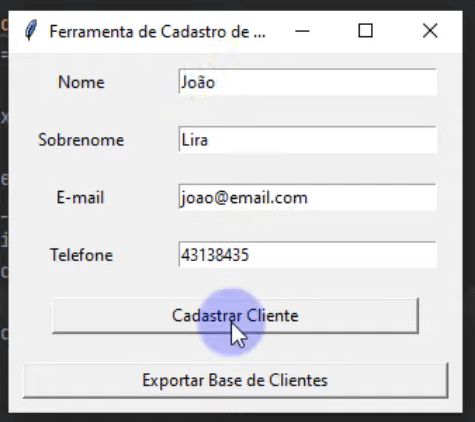 Ferramenta de Cadastro de ...
Nome
João
Sobrenome
Lira
E-mail
joao@email.com
Telefone
43138435
Cadastrar Cliente
Exportar Base de Clientes